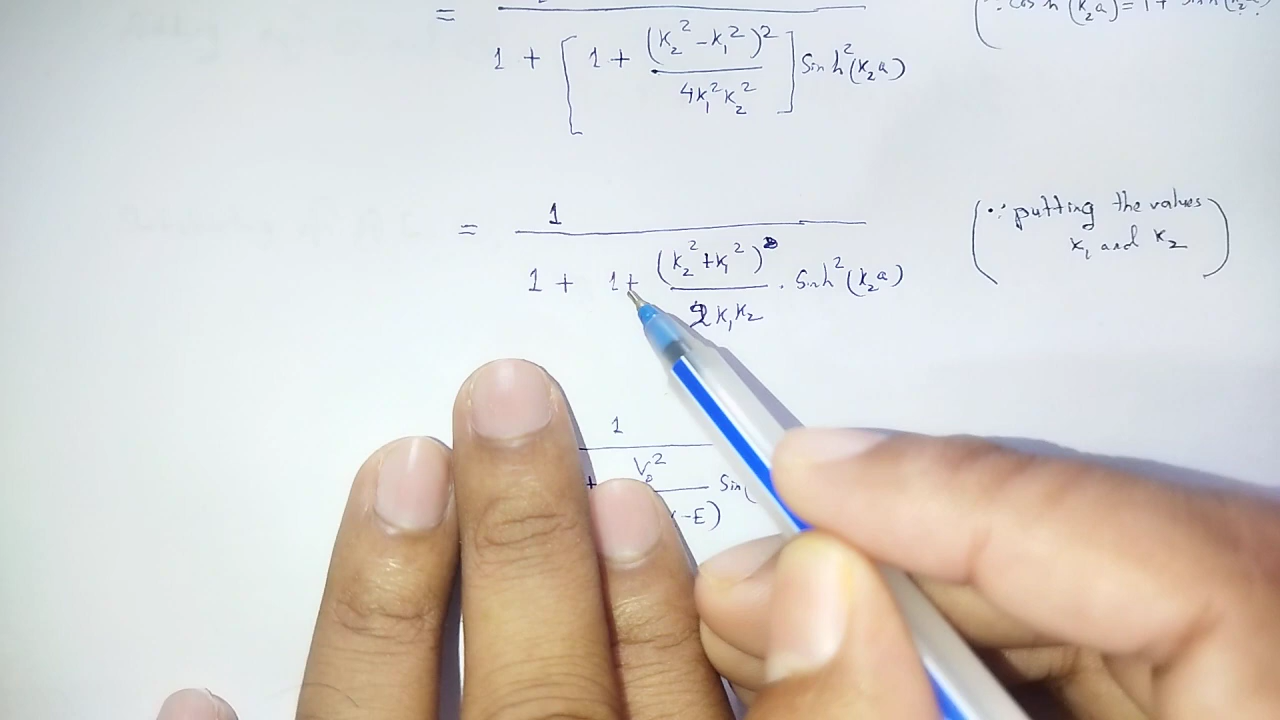 = 1 + [1 + (k₂² - k₁²)² / 4k₁²k₂²] Sinh²(k₂a)
(∵ Cosh²(k₂a) = 1 + Sinh²(k₂a)
= 1 / 1 + 1+ (k₂² + k₁²)² / 2k₁k₂ . Sinh²(k₂a)
(∵ putting the values
k₁ and k₂)
1
+ V₀² Sin(
-E)